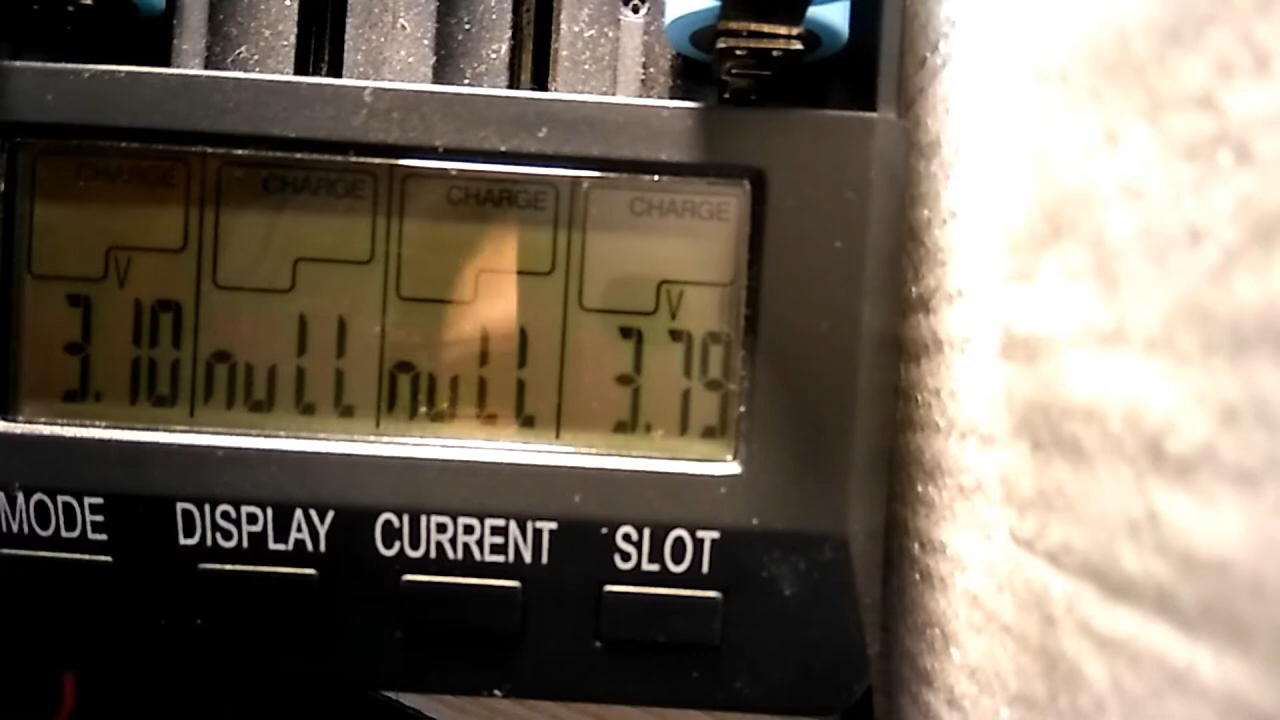 CHARGE CHARGE CHARGE CHARGE
V V
3.10 null null 3.79
MODE DISPLAY CURRENT SLOT